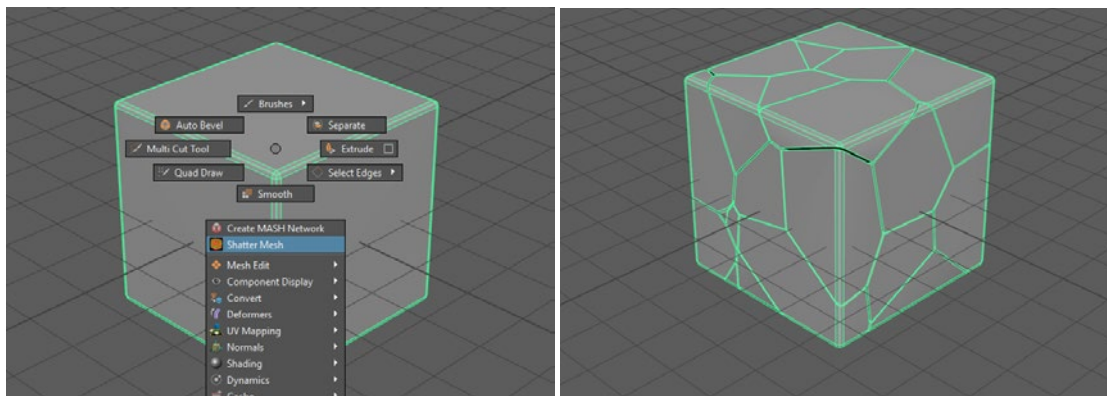 Brushes
Auto Bevel
Separate
Multi Cut Tool
Extrude
Quad Draw
Select Edges
Smooth
Create MASH Network
Shatter Mesh
Mesh Edit
Component Display
Convert
Deformers
UV Mapping
Normals
Shading
Dynamics